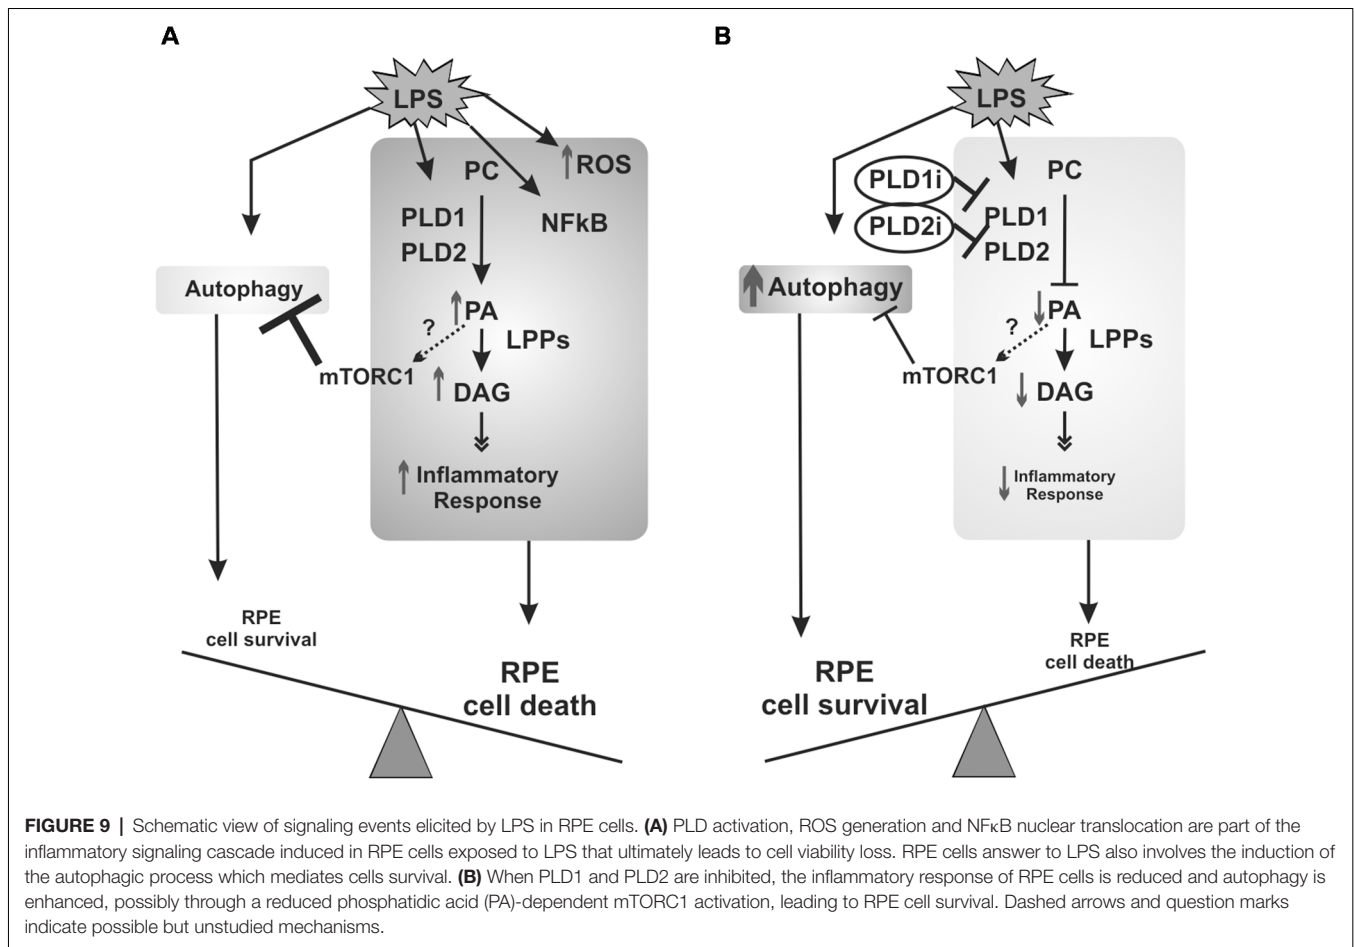 A
LPS
PC
ROS
PLD1
NFkB
PLD2
Autophagy
PA
?
LPPs
mTORC1
DAG
Inflammatory
Response
RPE
cell survival
RPE
cell death
B
LPS
PLD1i
PC
PLD2i
PLD1
PLD2
Autophagy
PA
?
LPPs
mTORC1
DAG
Inflammatory
Response
RPE
cell death
RPE
cell survival
FIGURE 9 | Schematic view of signaling events elicited by LPS in RPE cells. (A) PLD activation, ROS generation and NFκB nuclear translocation are part of the
inflammatory signaling cascade induced in RPE cells exposed to LPS that ultimately leads to cell viability loss. RPE cells answer to LPS also involves the induction of
the autophagic process which mediates cells survival. (B) When PLD1 and PLD2 are inhibited, the inflammatory response of RPE cells is reduced and autophagy is
enhanced, possibly through a reduced phosphatidic acid (PA)-dependent mTORC1 activation, leading to RPE cell survival. Dashed arrows and question marks
indicate possible but unstudied mechanisms.